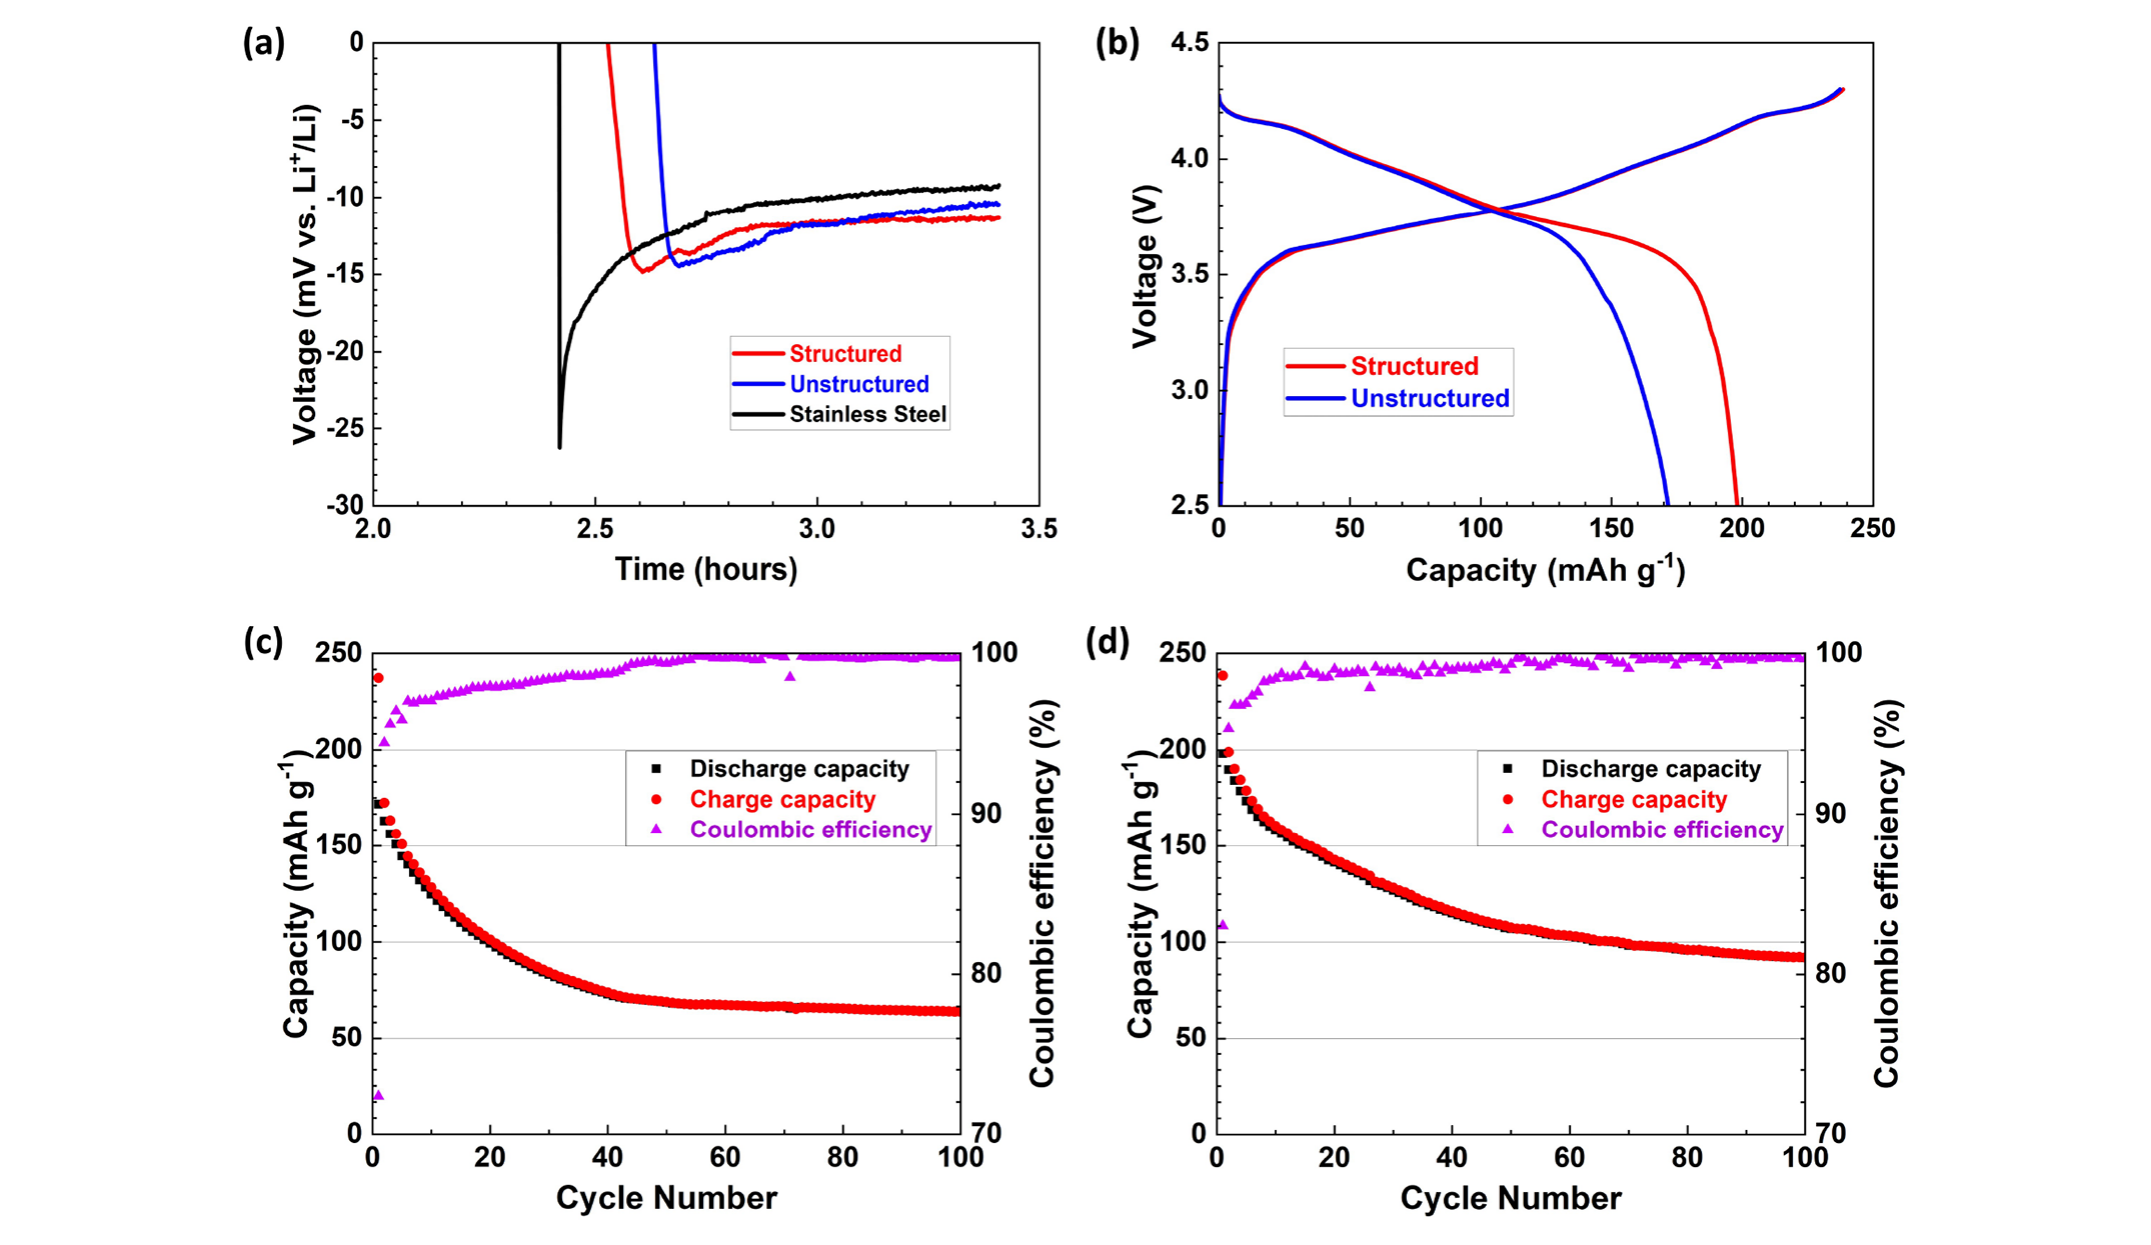 (a)
0
-5
-10
-15
-20
-25
-30
Voltage (mV vs. Li⁺/Li)
Structured
Unstructured
Stainless Steel
2.0 2.5 3.0 3.5
Time (hours)
(b)
4.5
4.0
3.5
3.0
2.5
Voltage (V)
Structured
Unstructured
0 50 100 150 200 250
Capacity (mAh g⁻¹)
(c)
250
200
150
100
50
0
Capacity (mAh g⁻¹)
Discharge capacity
Charge capacity
Coulombic efficiency
100
90
80
70
Coulombic efficiency (%)
0 20 40 60 80 100
Cycle Number
(d)
250
200
150
100
50
0
Capacity (mAh g⁻¹)
Discharge capacity
Charge capacity
Coulombic efficiency
100
90
80
70
Coulombic efficiency (%)
0 20 40 60 80 100
Cycle Number